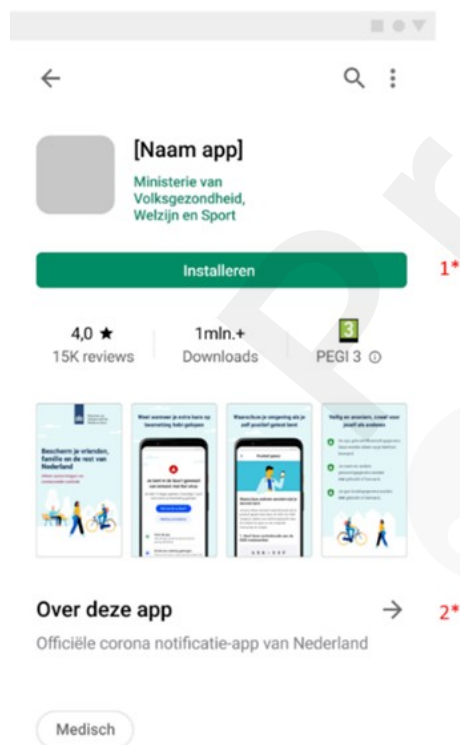 [Naam app]
Ministerie van
Volksgezondheid,
Welzijn en Sport
Installeren
1*
4,0 ★
15K reviews
1mln.+
Downloads
3
PEGI 3
Bescherm je vrienden,
familie en de rest van
Nederland
Weet wanneer je extra kans op
besmetting hebt gelopen
Waarschuw je omgeving als je
zelf positief getest bent
Veilig en anoniem, zowel voor
jezelf als anderen
Over deze app
2*
Officiële corona notificatie-app van Nederland
Medisch
Pr